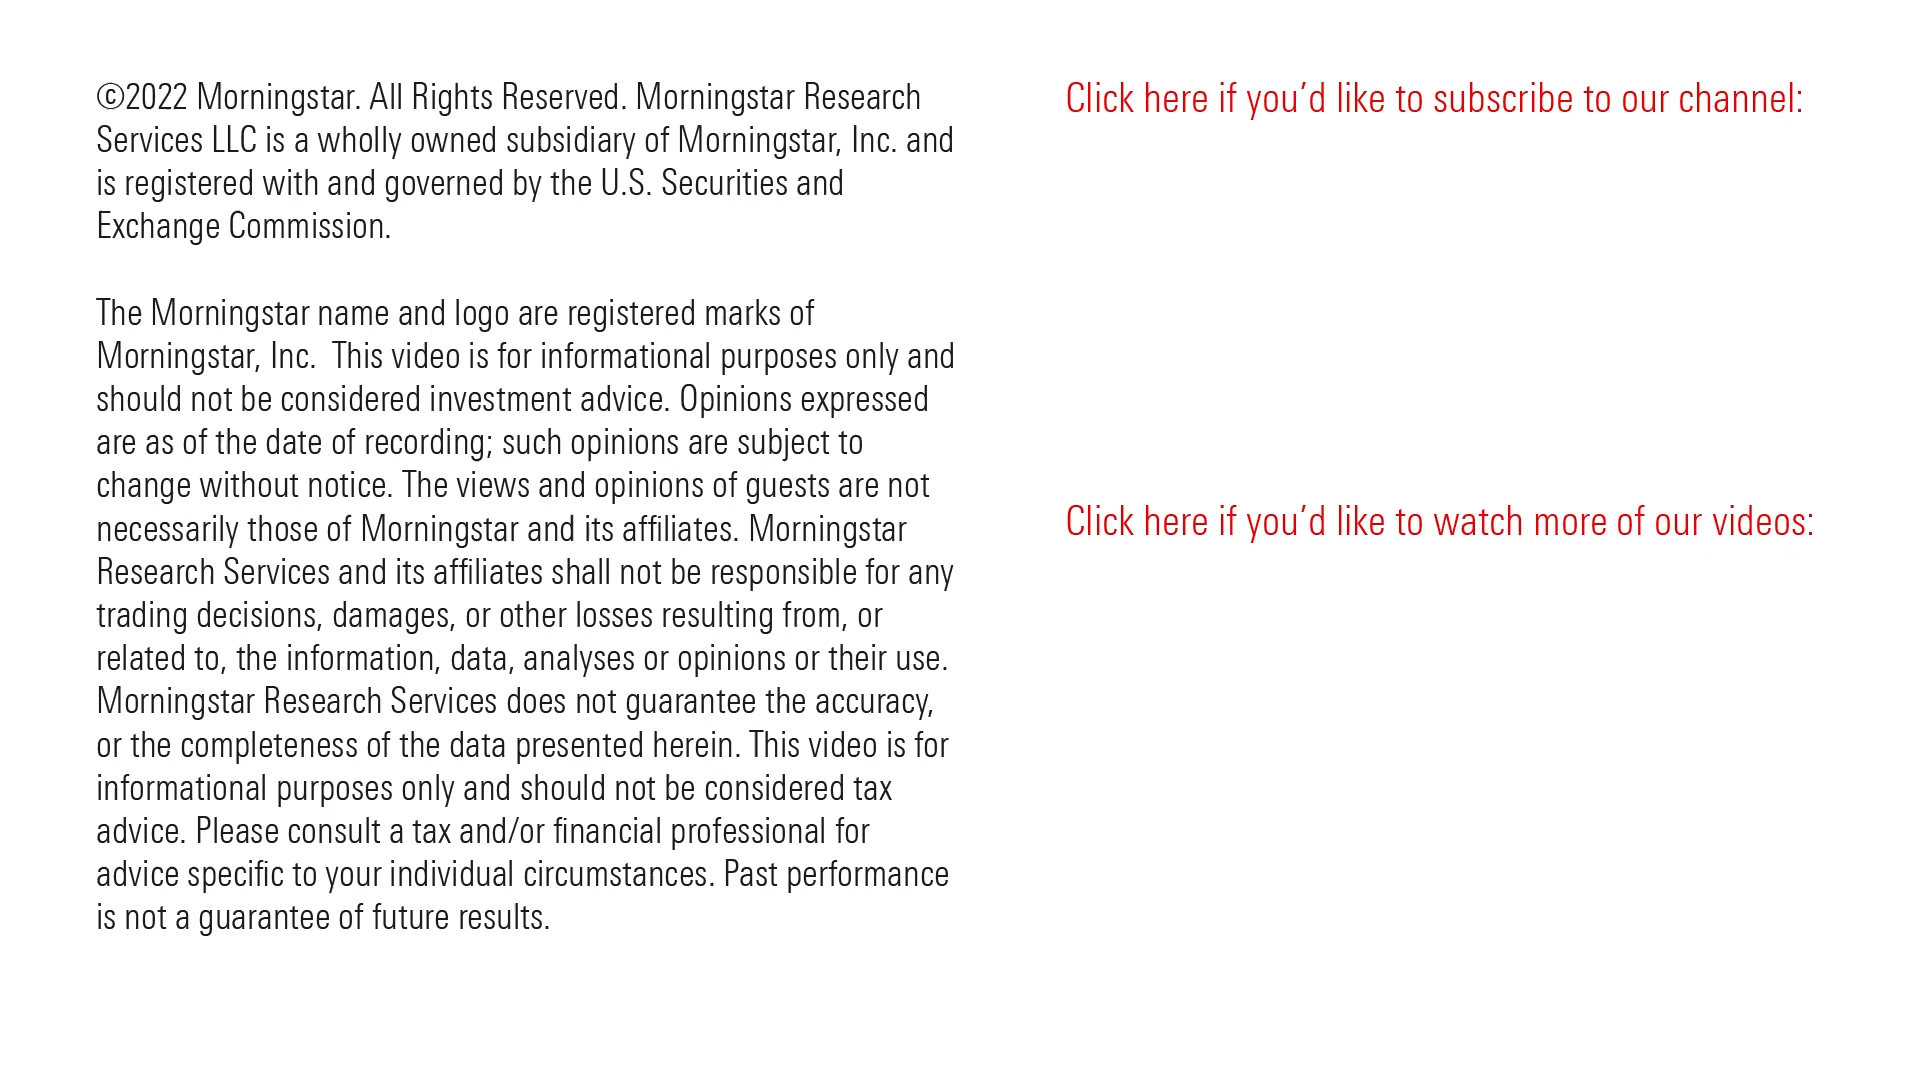 ©2022 Morningstar. All Rights Reserved. Morningstar Research
Services LLC is a wholly owned subsidiary of Morningstar, Inc. and
is registered with and governed by the U.S. Securities and
Exchange Commission.
The Morningstar name and logo are registered marks of
Morningstar, Inc.  This video is for informational purposes only and
should not be considered investment advice. Opinions expressed
are as of the date of recording; such opinions are subject to
change without notice. The views and opinions of guests are not
necessarily those of Morningstar and its affiliates. Morningstar
Research Services and its affiliates shall not be responsible for any
trading decisions, damages, or other losses resulting from, or
related to, the information, data, analyses or opinions or their use.
Morningstar Research Services does not guarantee the accuracy,
or the completeness of the data presented herein. This video is for
informational purposes only and should not be considered tax
advice. Please consult a tax and/or financial professional for
advice specific to your individual circumstances. Past performance
is not a guarantee of future results.
Click here if you’d like to subscribe to our channel:
Click here if you’d like to watch more of our videos: